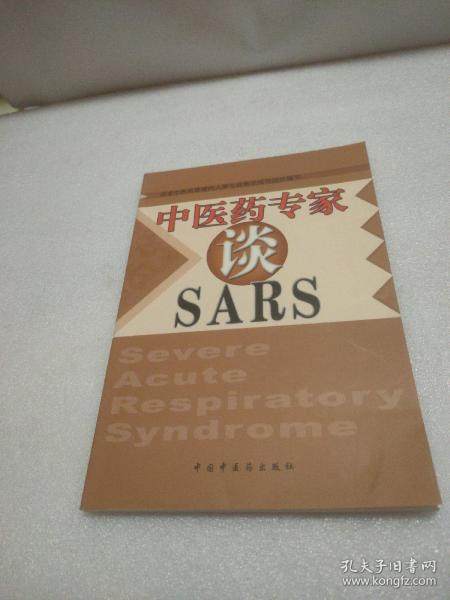 中医药专家
谈
SARS
Severe
Acute
Respiratory
Syndrome
中国中医药出版社
孔夫子旧书网
www.kongfz.com